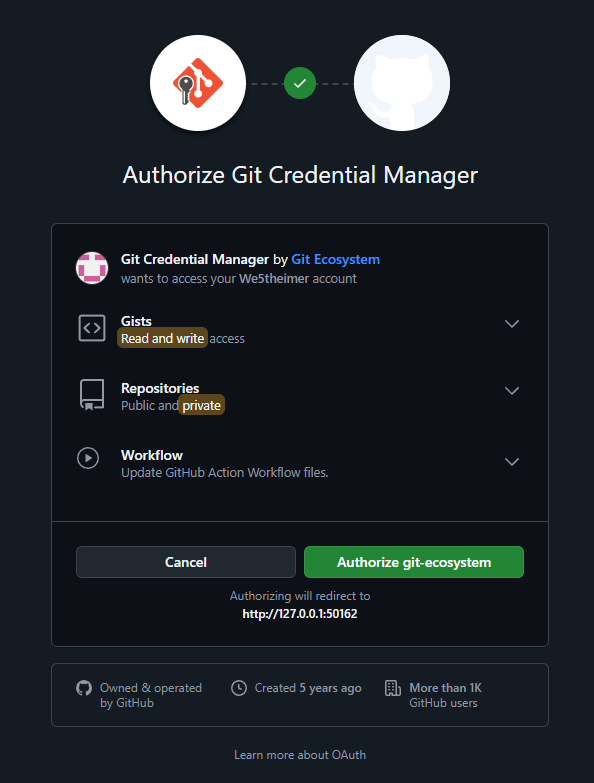 Authorize Git Credential Manager
Git Credential Manager by Git Ecosystem
wants to access your We5theimer account
Gists
Read and write access
Repositories
Public and private
Workflow
Update GitHub Action Workflow files.
Cancel
Authorize git-ecosystem
Authorizing will redirect to
http://127.0.0.1:50162
Owned & operated
by GitHub
Created 5 years ago
More than 1K
GitHub users
Learn more about OAuth